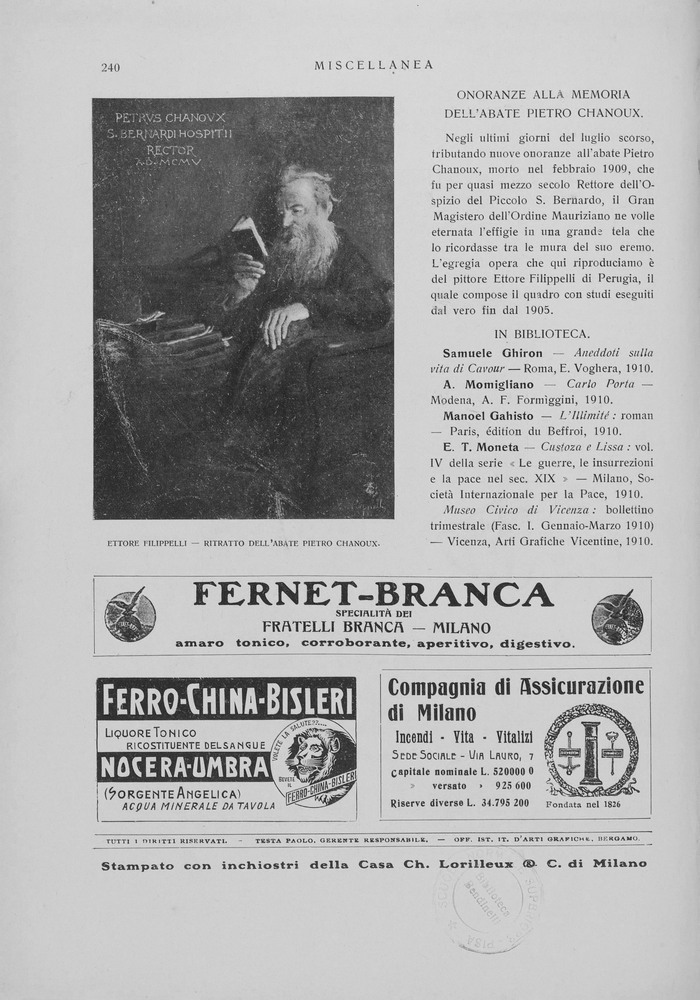 240
MISCELLANEA
PETRVS CHANOVX
S. BERNARDI HOSPITII
RECTOR
A·D·MCMV
ETTORE FILIPPELLI — RITRATTO DELL'ABATE PIETRO CHANOUX.
ONORANZE ALLA MEMORIA
DELL'ABATE PIETRO CHANOUX.
Negli ultimi giorni del luglio scorso,
tributando nuove onoranze all'abate Pietro
Chanoux, morto nel febbraio 1909, che
fu per quasi mezzo secolo Rettore dell'O-
spizio del Piccolo S. Bernardo, il Gran
Magistero dell'Ordine Mauriziano ne volle
eternata l'effigie in una grande tela che
lo ricordasse tra le mura del suo eremo.
L'egregia opera che qui riproduciamo è
del pittore Ettore Filippelli di Perugia, il
quale compose il quadro con studi eseguiti
dal vero fin dal 1905.
IN BIBLIOTECA.
Samuele Ghiron — Aneddoti sulla
vita di Cavour — Roma, E. Voghera, 1910.
A. Momigliano — Carlo Porta —
Modena, A. F. Formiggini, 1910.
Manoel Gahisto — L'Illimité : roman
— Paris, édition du Beffroi, 1910.
E. T. Moneta — Custoza e Lissa : vol.
IV della serie « Le guerre, le insurrezioni
e la pace nel sec. XIX » — Milano, So-
cietà Internazionale per la Pace, 1910.
Museo Civico di Vicenza : bollettino
trimestrale (Fasc. I. Gennaio-Marzo 1910)
— Vicenza, Arti Grafiche Vicentine, 1910.
FERNET-BRANCA
SPECIALITÀ DEI
FRATELLI BRANCA — MILANO
amaro tonico, corroborante, aperitivo, digestivo.
FERRO-CHINA-BISLERI
LIQUORE TONICO
RICOSTITUENTE DEL SANGUE
NOCERA-UMBRA
(SORGENTE ANGELICA)
ACQUA MINERALE DA TAVOLA
VOLETE LA SALUTE??....
BEVETE
IL
FERRO-CHINA-BISLERI
Compagnia di Assicurazione
di Milano
Incendi - Vita - Vitalizi
SEDE SOCIALE - VIA LAURO, 7
Capitale nominale L. 520000 0
» versato » 925 600
Riserve diverse L. 34.795 200
Fondata nel 1826
TUTTI I DIRITTI RISERVATI. - TESTA PAOLO, GERENTE RESPONSABILE. — OFF. IST. IT. D'ARTI GRAFICHE, BERGAMO.
Stampato con inchiostri della Casa Ch. Lorilleux & C. di Milano
Biblioteca